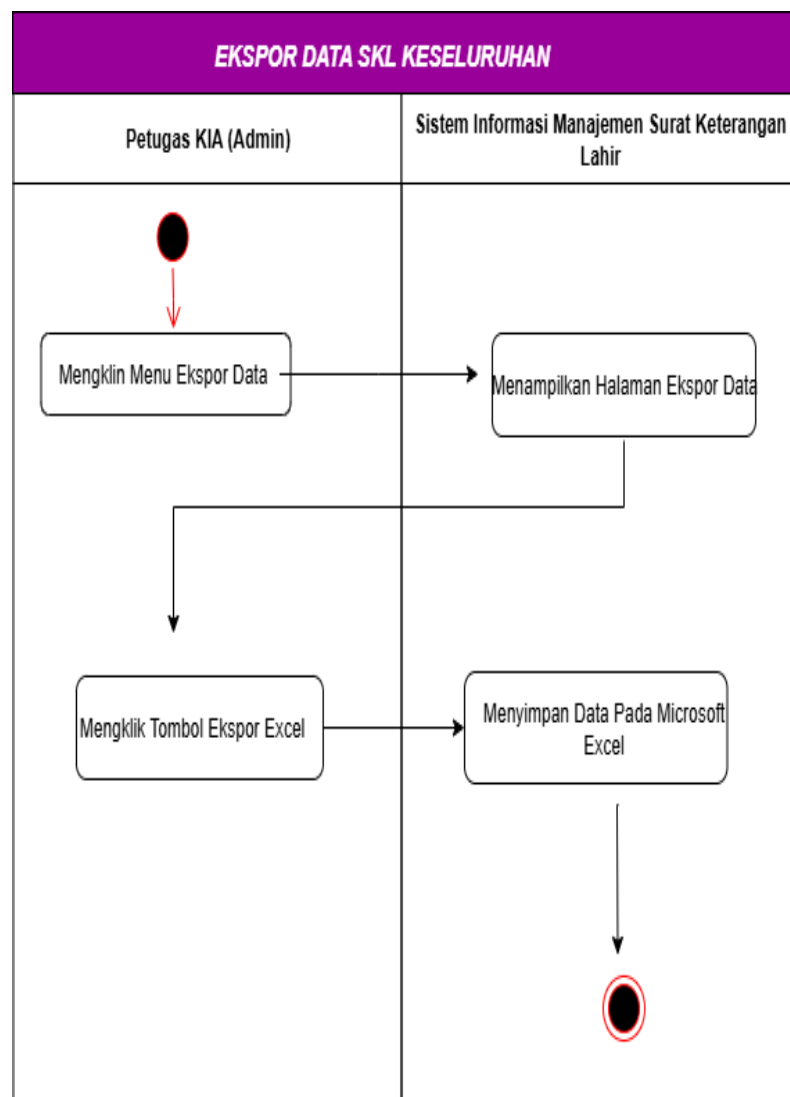 EKSPOR DATA SKL KESELURUHAN
Petugas KIA (Admin)
Sistem Informasi Manajemen Surat Keterangan
Lahir
Mengklin Menu Ekspor Data
Menampilkan Halaman Ekspor Data
Mengklik Tombol Ekspor Excel
Menyimpan Data Pada Microsoft
Excel